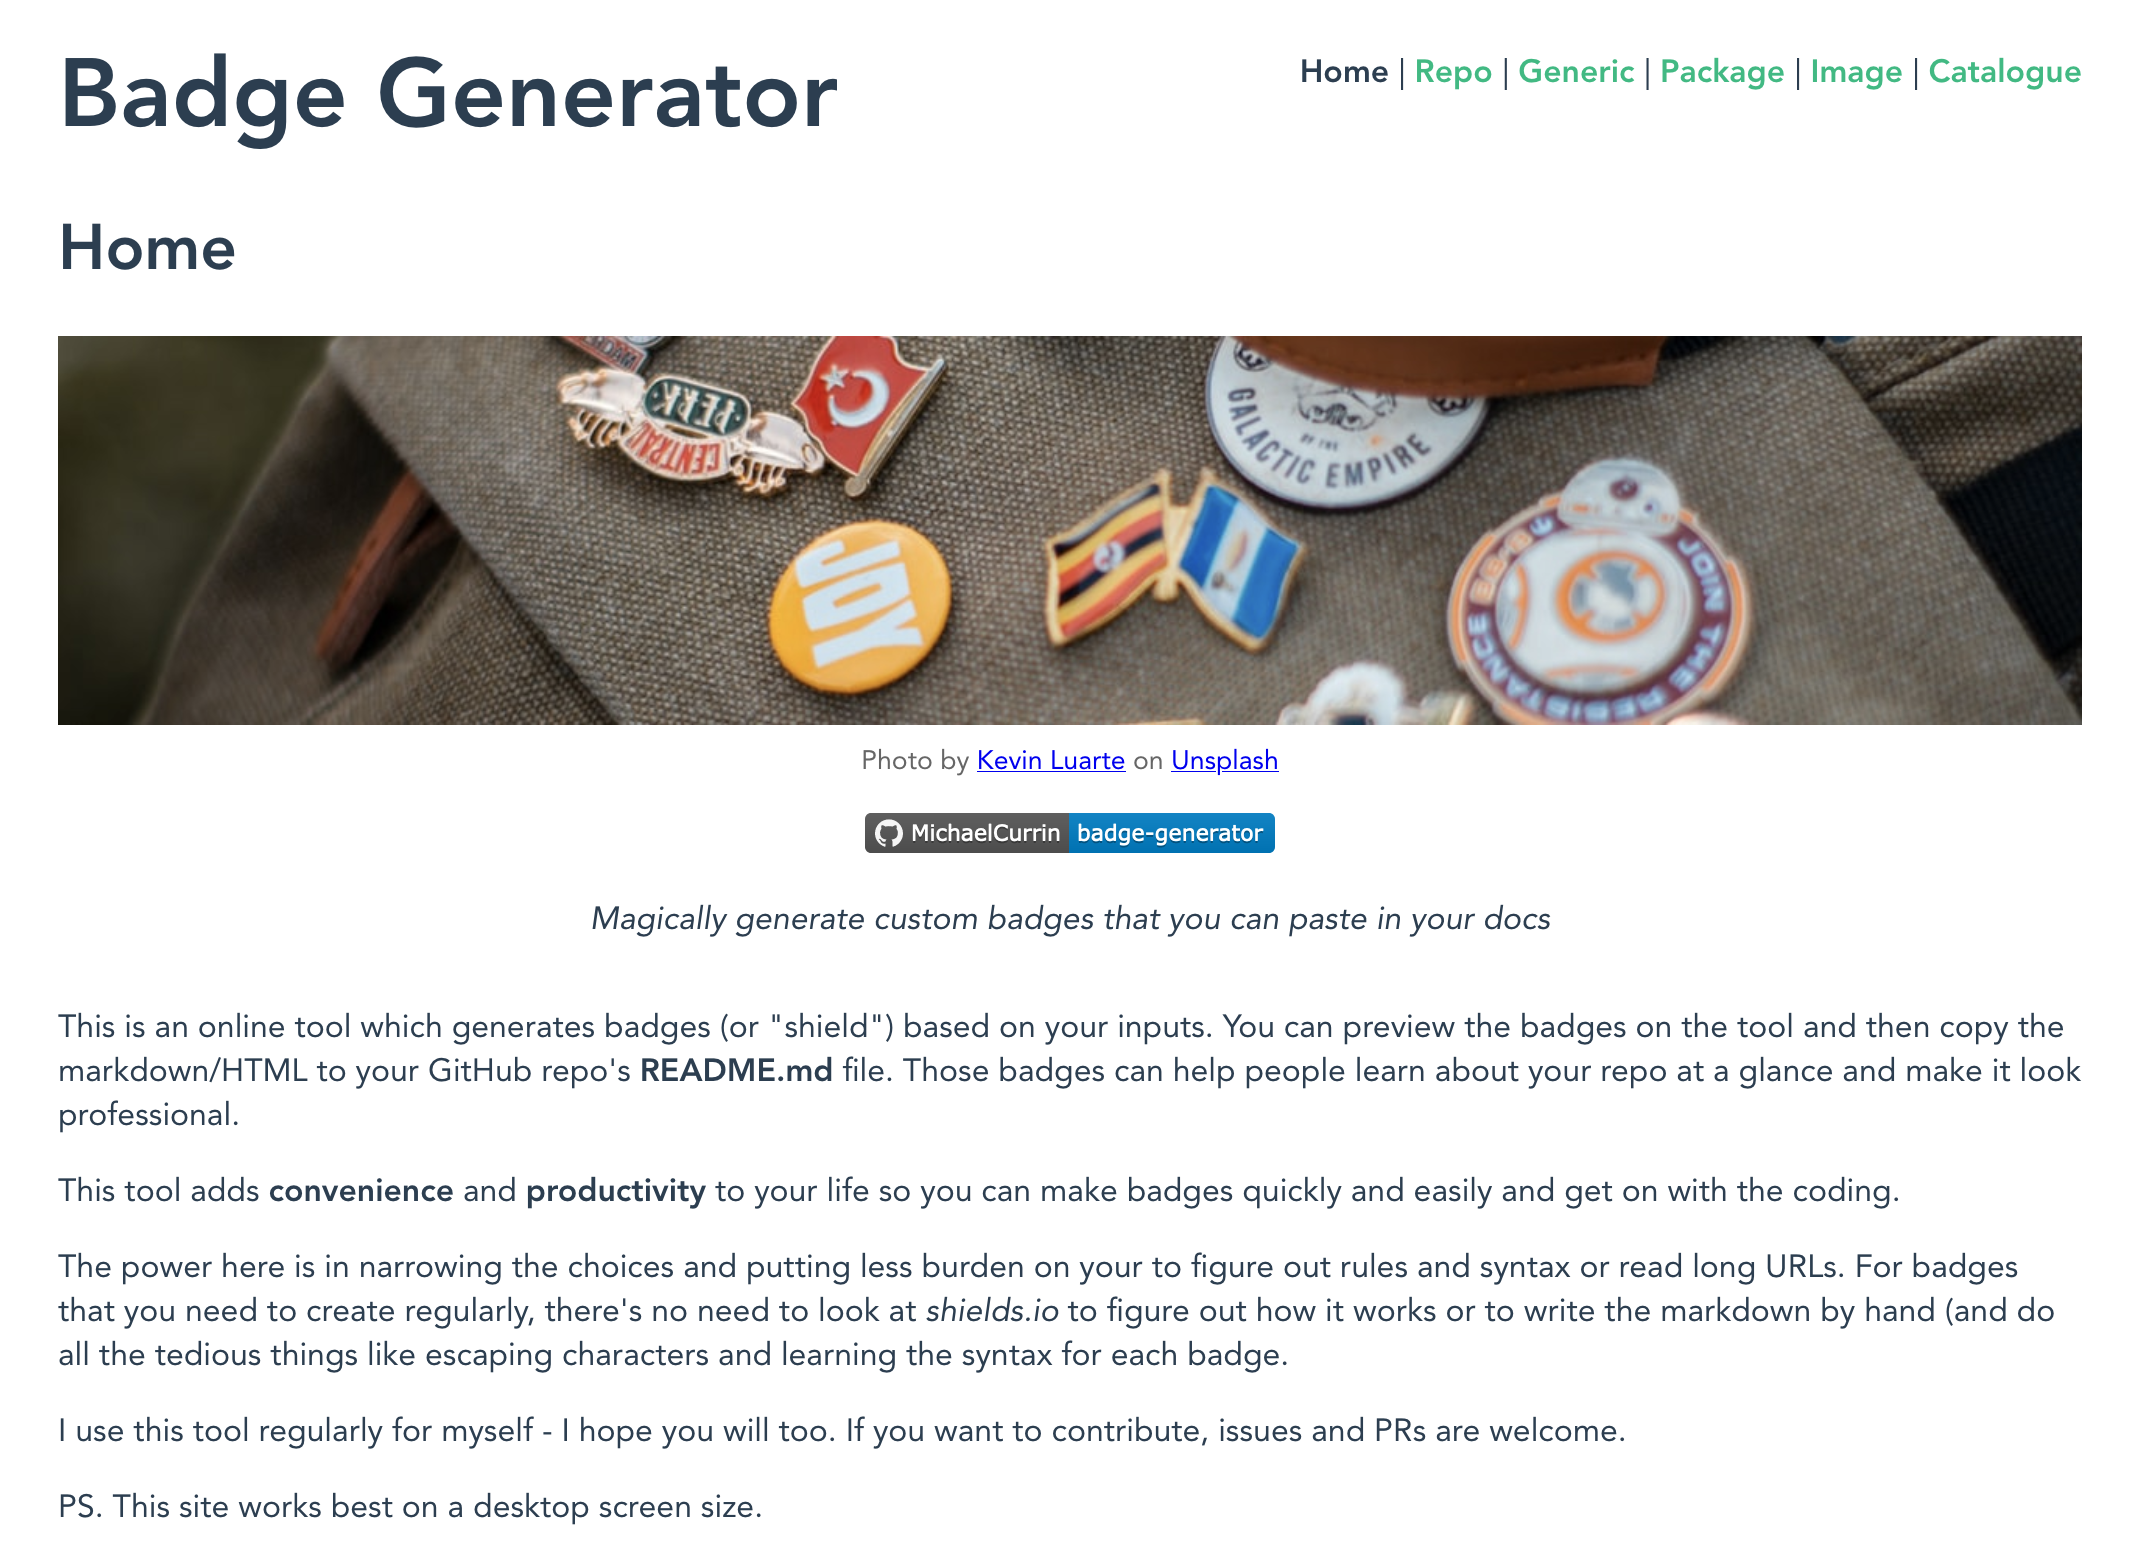 Badge Generator
Home | Repo | Generic | Package | Image | Catalogue
Home
PERK
CENTRAL
GALACTIC EMPIRE
OF THE
JOY
JOIN THE RESISTANCE
Photo by Kevin Luarte on Unsplash
MichaelCurrin badge-generator
Magically generate custom badges that you can paste in your docs
This is an online tool which generates badges (or "shield") based on your inputs. You can preview the badges on the tool and then copy the
markdown/HTML to your GitHub repo's README.md file. Those badges can help people learn about your repo at a glance and make it look
professional.
This tool adds convenience and productivity to your life so you can make badges quickly and easily and get on with the coding.
The power here is in narrowing the choices and putting less burden on your to figure out rules and syntax or read long URLs. For badges
that you need to create regularly, there's no need to look at shields.io to figure out how it works or to write the markdown by hand (and do
all the tedious things like escaping characters and learning the syntax for each badge.
I use this tool regularly for myself - I hope you will too. If you want to contribute, issues and PRs are welcome.
PS. This site works best on a desktop screen size.